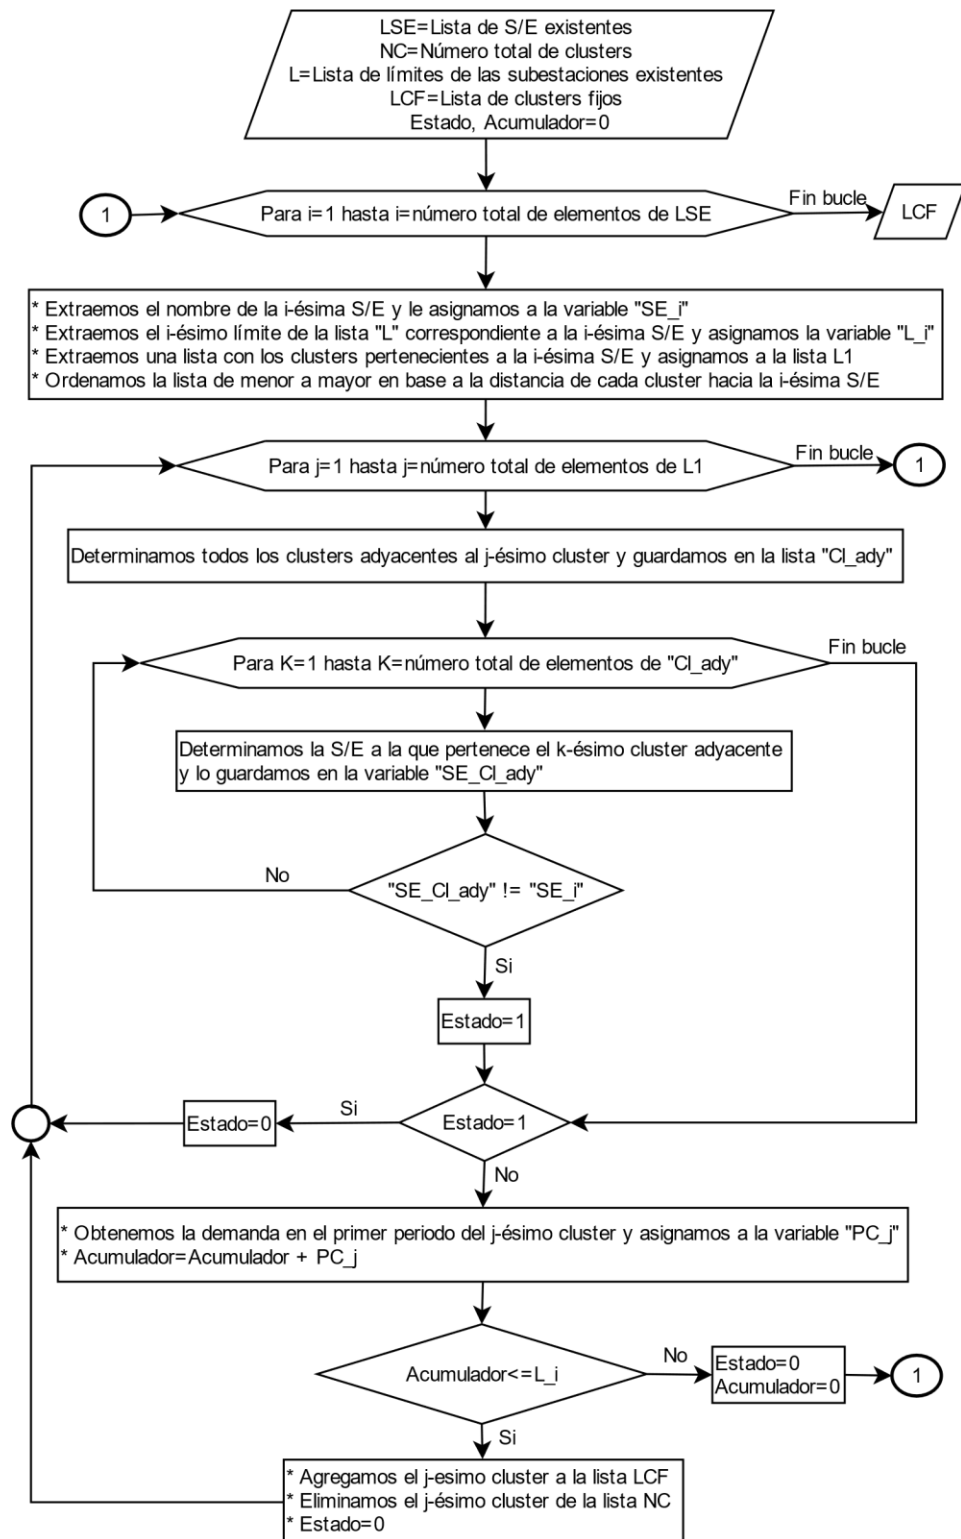 LSE=Lista de S/E existentes
NC=Número total de clusters
L=Lista de límites de las subestaciones existentes
LCF=Lista de clusters fijos
Estado, Acumulador=0
1
Para i=1 hasta i=número total de elementos de LSE
Fin bucle
LCF
* Extraemos el nombre de la i-ésima S/E y le asignamos a la variable "SE_i"
* Extraemos el i-ésimo límite de la lista "L" correspondiente a la i-ésima S/E y asignamos la variable "L_i"
* Extraemos una lista con los clusters pertenecientes a la i-ésima S/E y asignamos a la lista L1
* Ordenamos la lista de menor a mayor en base a la distancia de cada cluster hacia la i-ésima S/E
Para j=1 hasta j=número total de elementos de L1
Fin bucle
1
Determinamos todos los clusters adyacentes al j-ésimo cluster y guardamos en la lista "Cl_ady"
Para K=1 hasta K=número total de elementos de "Cl_ady"
Fin bucle
Determinamos la S/E a la que pertenece el k-ésimo cluster adyacente
y lo guardamos en la variable "SE_Cl_ady"
No
"SE_Cl_ady" != "SE_i"
Si
Estado=1
Estado=0
Si
Estado=1
No
* Obtenemos la demanda en el primer periodo del j-ésimo cluster y asignamos a la variable "PC_j"
* Acumulador=Acumulador + PC_j
Acumulador<=L_i
No
Estado=0
Acumulador=0
1
Si
* Agregamos el j-esimo cluster a la lista LCF
* Eliminamos el j-ésimo cluster de la lista NC
* Estado=0